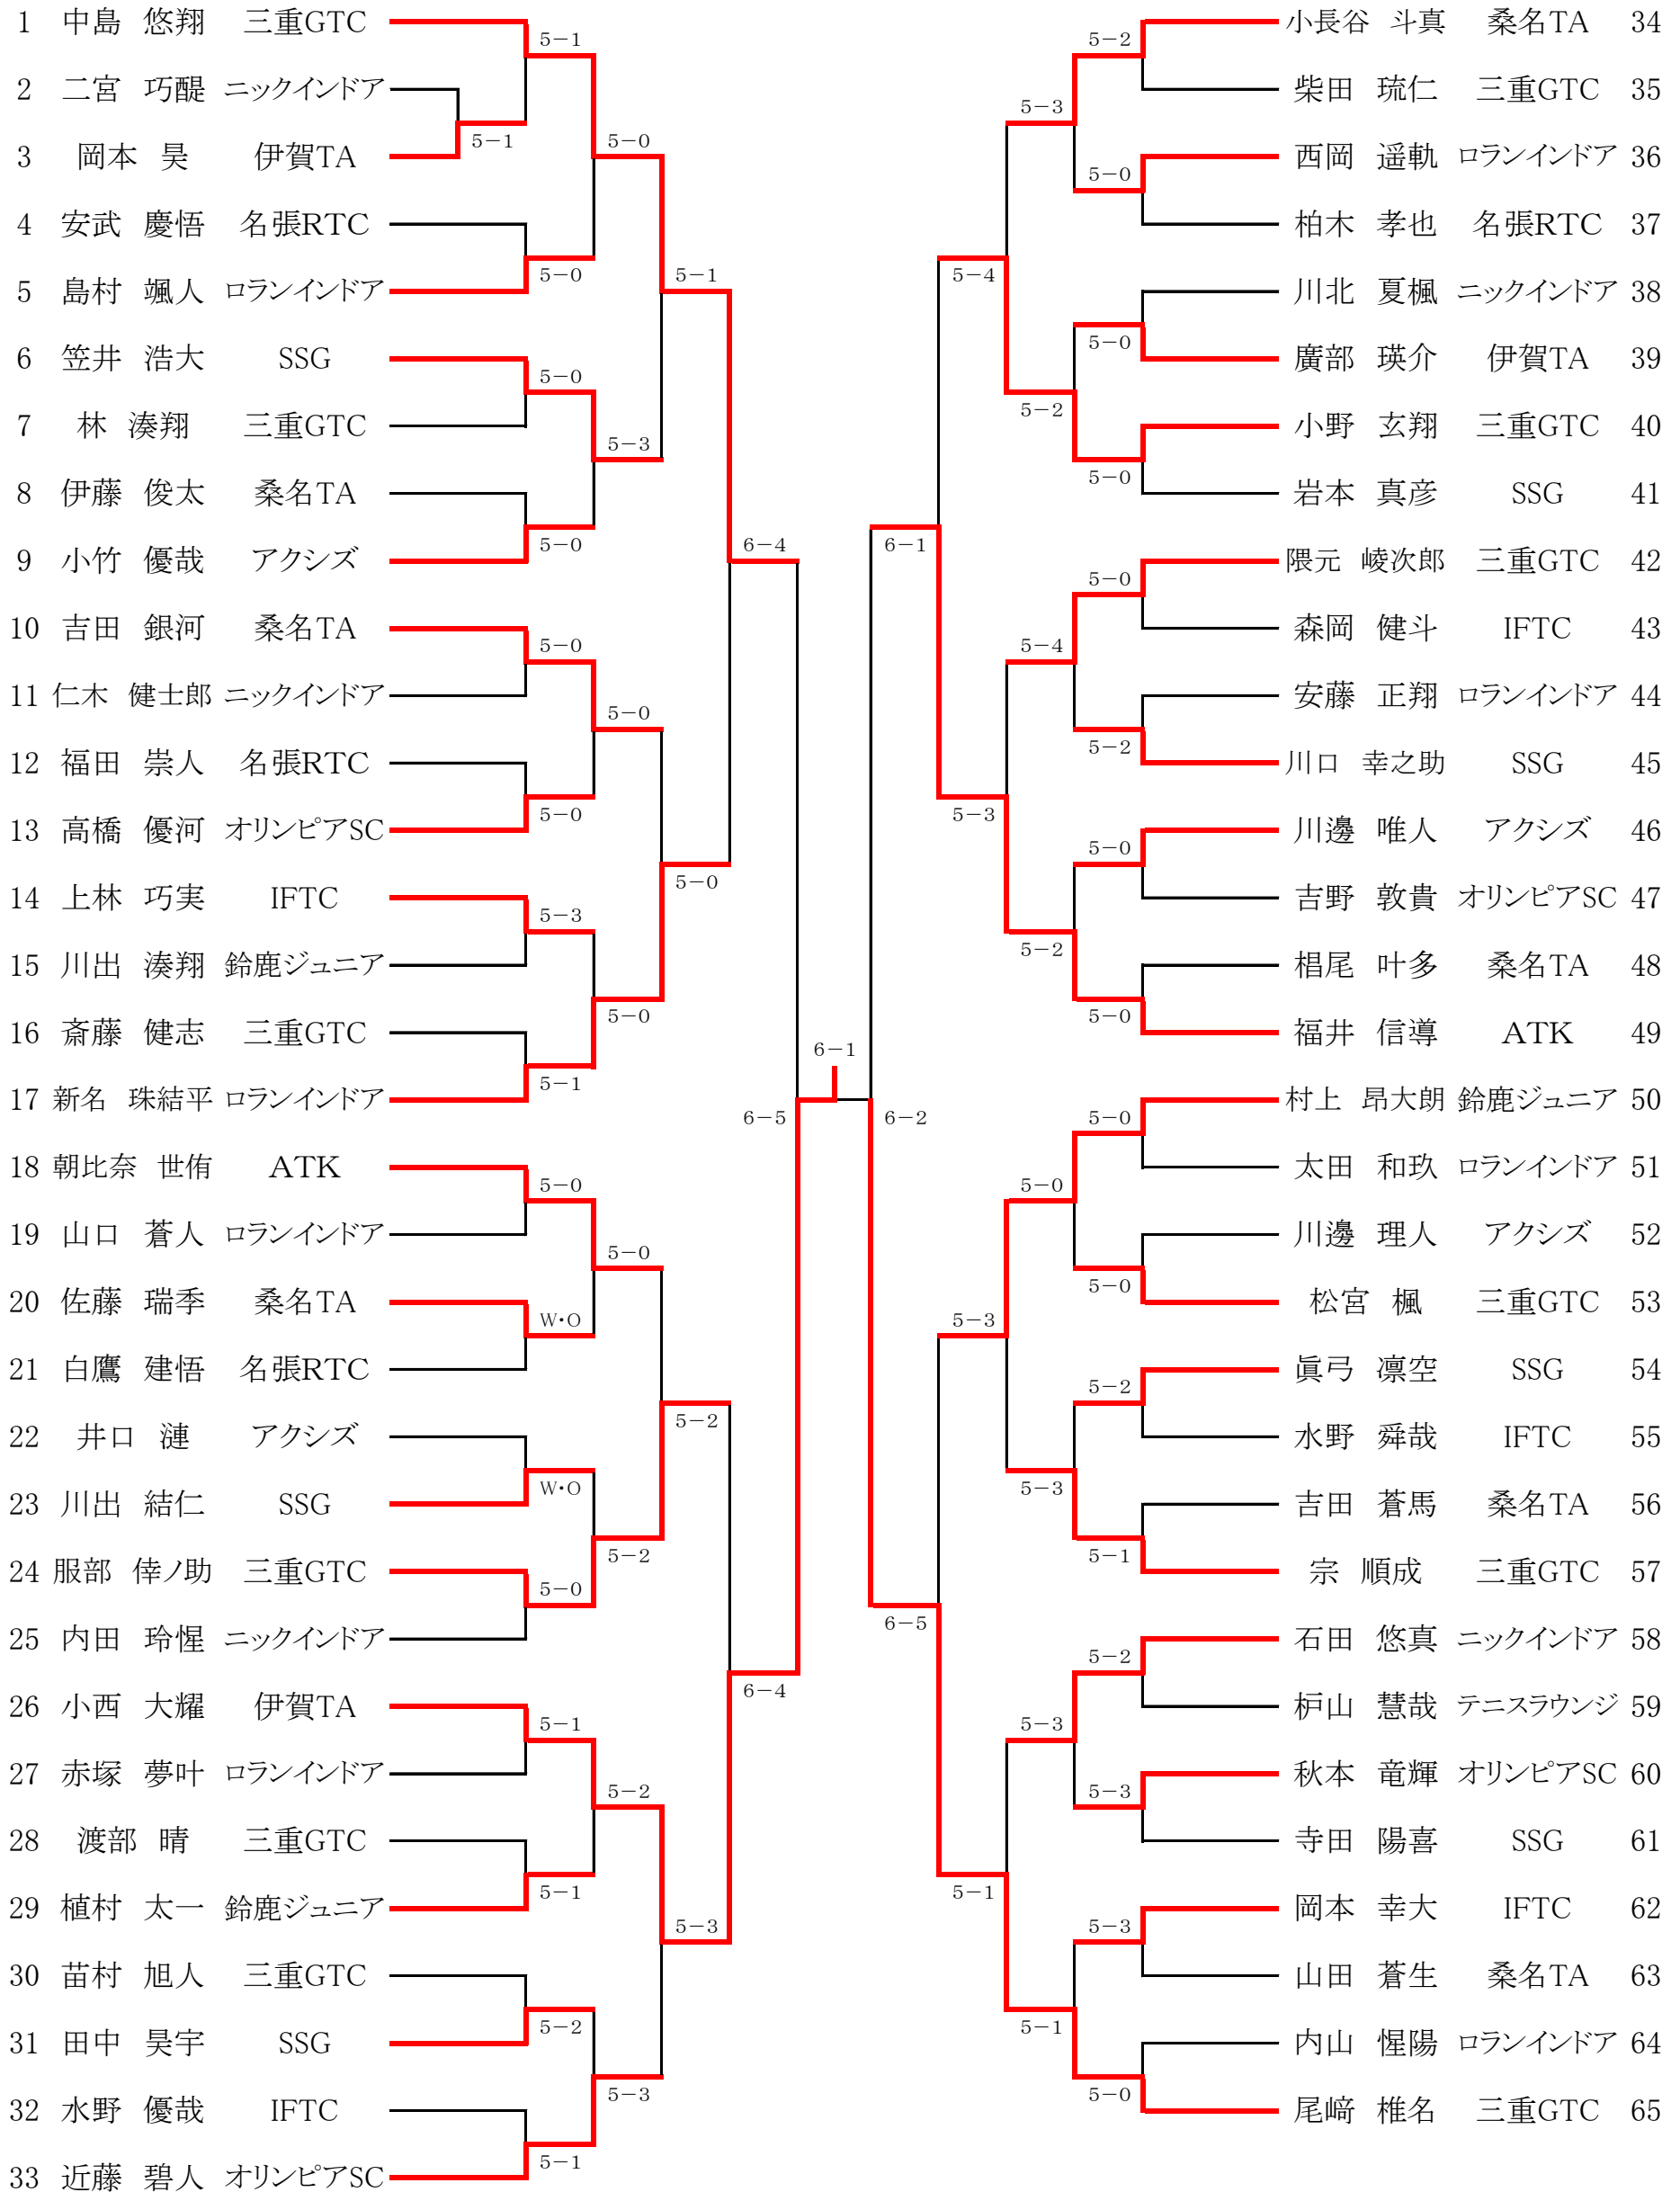 1 中島 悠翔 三重GTC
2 二宮 巧醍 ニックインドア
3 岡本 昊 伊賀TA
4 安武 慶悟 名張RTC
5 島村 颯人 ロランインドア
6 笠井 浩大 SSG
7 林 湊翔 三重GTC
8 伊藤 俊太 桑名TA
9 小竹 優哉 アクシズ
10 吉田 銀河 桑名TA
11 仁木 健士郎 ニックインドア
12 福田 崇人 名張RTC
13 高橋 優河 オリンピアSC
14 上林 巧実 IFTC
15 川出 湊翔 鈴鹿ジュニア
16 斎藤 健志 三重GTC
17 新名 珠結平 ロランインドア
18 朝比奈 世侑 ATK
19 山口 蒼人 ロランインドア
20 佐藤 瑞季 桑名TA
21 白鷹 建悟 名張RTC
22 井口 漣 アクシズ
23 川出 結仁 SSG
24 服部 倖ノ助 三重GTC
25 内田 玲惺 ニックインドア
26 小西 大耀 伊賀TA
27 赤塚 夢叶 ロランインドア
28 渡部 晴 三重GTC
29 植村 太一 鈴鹿ジュニア
30 苗村 旭人 三重GTC
31 田中 昊宇 SSG
32 水野 優哉 IFTC
33 近藤 碧人 オリンピアSC
5-1
5-1
5-0
5-0
5-1
5-0
5-3
5-0
6-4
5-0
5-0
5-0
5-0
5-3
5-0
5-1
6-5
5-0
5-0
W・O
5-2
W・O
5-2
5-0
6-4
5-1
5-2
5-1
5-3
5-2
5-3
5-1
6-1
5-2
5-3
5-0
5-4
5-0
5-2
5-0
6-1
5-0
5-4
5-2
5-3
5-0
5-2
5-0
6-2
5-0
5-0
5-0
5-3
5-2
5-3
5-1
6-5
5-2
5-3
5-3
5-1
5-3
5-1
5-0
小長谷 斗真 桑名TA 34
柴田 琉仁 三重GTC 35
西岡 遥軌 ロランインドア 36
柏木 孝也 名張RTC 37
川北 夏楓 ニックインドア 38
廣部 瑛介 伊賀TA 39
小野 玄翔 三重GTC 40
岩本 真彦 SSG 41
隈元 崚次郎 三重GTC 42
森岡 健斗 IFTC 43
安藤 正翔 ロランインドア 44
川口 幸之助 SSG 45
川邊 唯人 アクシズ 46
吉野 敦貴 オリンピアSC 47
椙尾 叶多 桑名TA 48
福井 信導 ATK 49
村上 昂大朗 鈴鹿ジュニア 50
太田 和玖 ロランインドア 51
川邊 理人 アクシズ 52
松宮 楓 三重GTC 53
眞弓 凛空 SSG 54
水野 舜哉 IFTC 55
吉田 蒼馬 桑名TA 56
宗 順成 三重GTC 57
石田 悠真 ニックインドア 58
枦山 慧哉 テニスラウンジ 59
秋本 竜輝 オリンピアSC 60
寺田 陽喜 SSG 61
岡本 幸大 IFTC 62
山田 蒼生 桑名TA 63
内山 惺陽 ロランインドア 64
尾﨑 椎名 三重GTC 65